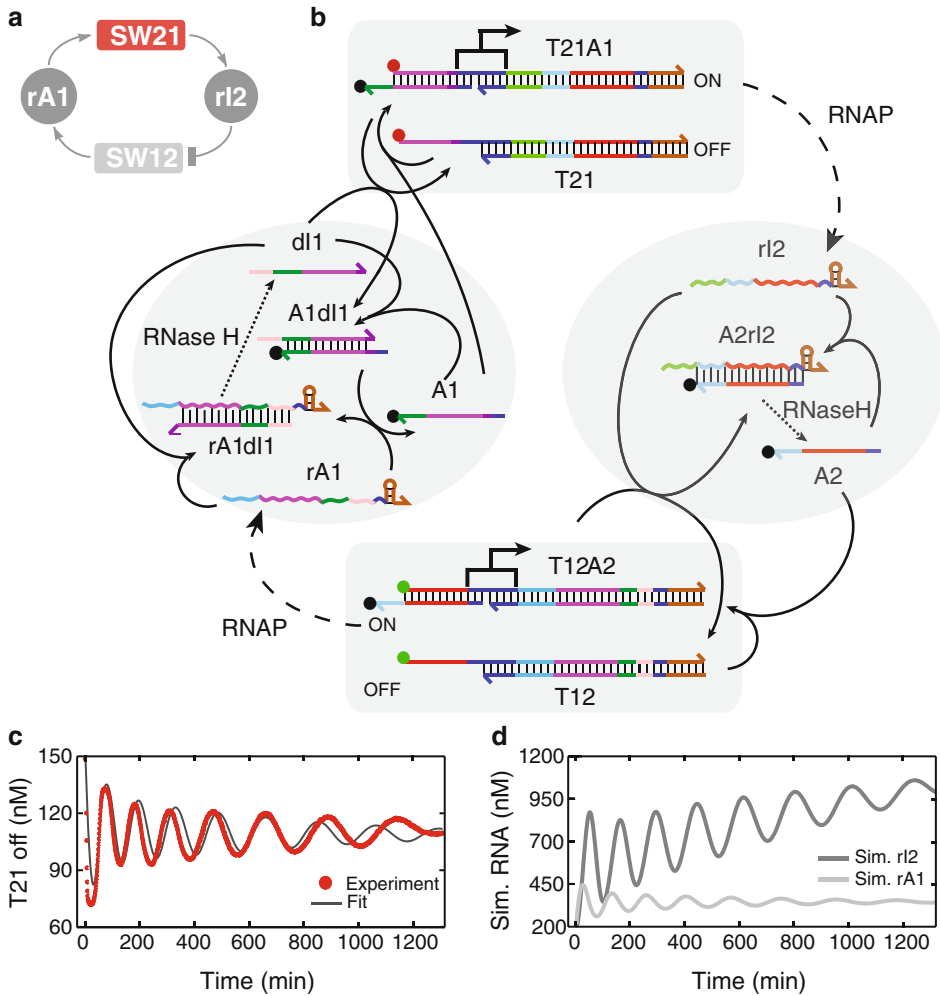 a
SW21
rA1
rI2
SW12
b
T21A1
ON
OFF
T21
RNAP
dI1
RNase H
A1dI1
A1
rA1dI1
rA1
rI2
A2rI2
RNaseH
A2
RNAP
T12A2
ON
OFF
T12
c
T21 off (nM)
150
120
90
60
0 200 400 600 800 1000 1200
Time (min)
Experiment
Fit
d
Sim. RNA (nM)
1200
950
700
450
200
0 200 400 600 800 1000 1200
Time (min)
Sim. rI2
Sim. rA1